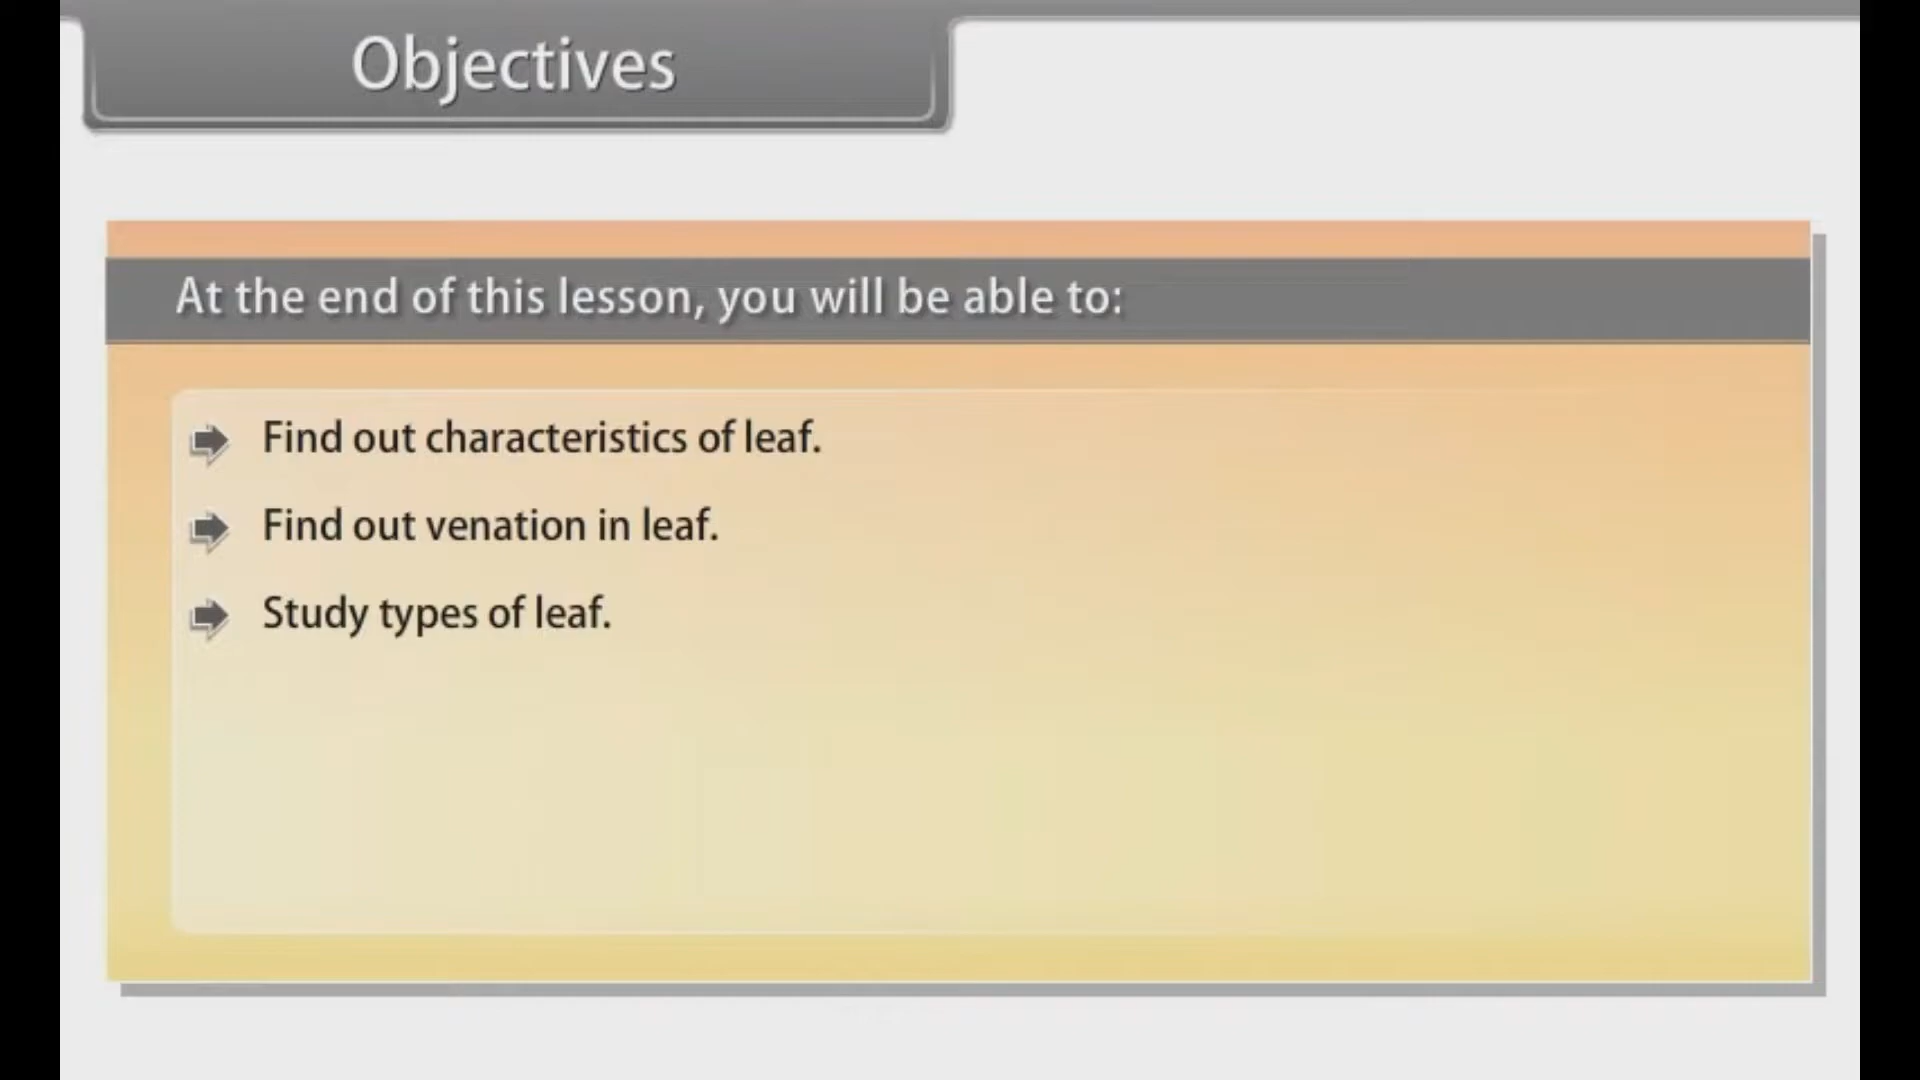 Objectives
At the end of this lesson, you will be able to:
Find out characteristics of leaf.
Find out venation in leaf.
Study types of leaf.